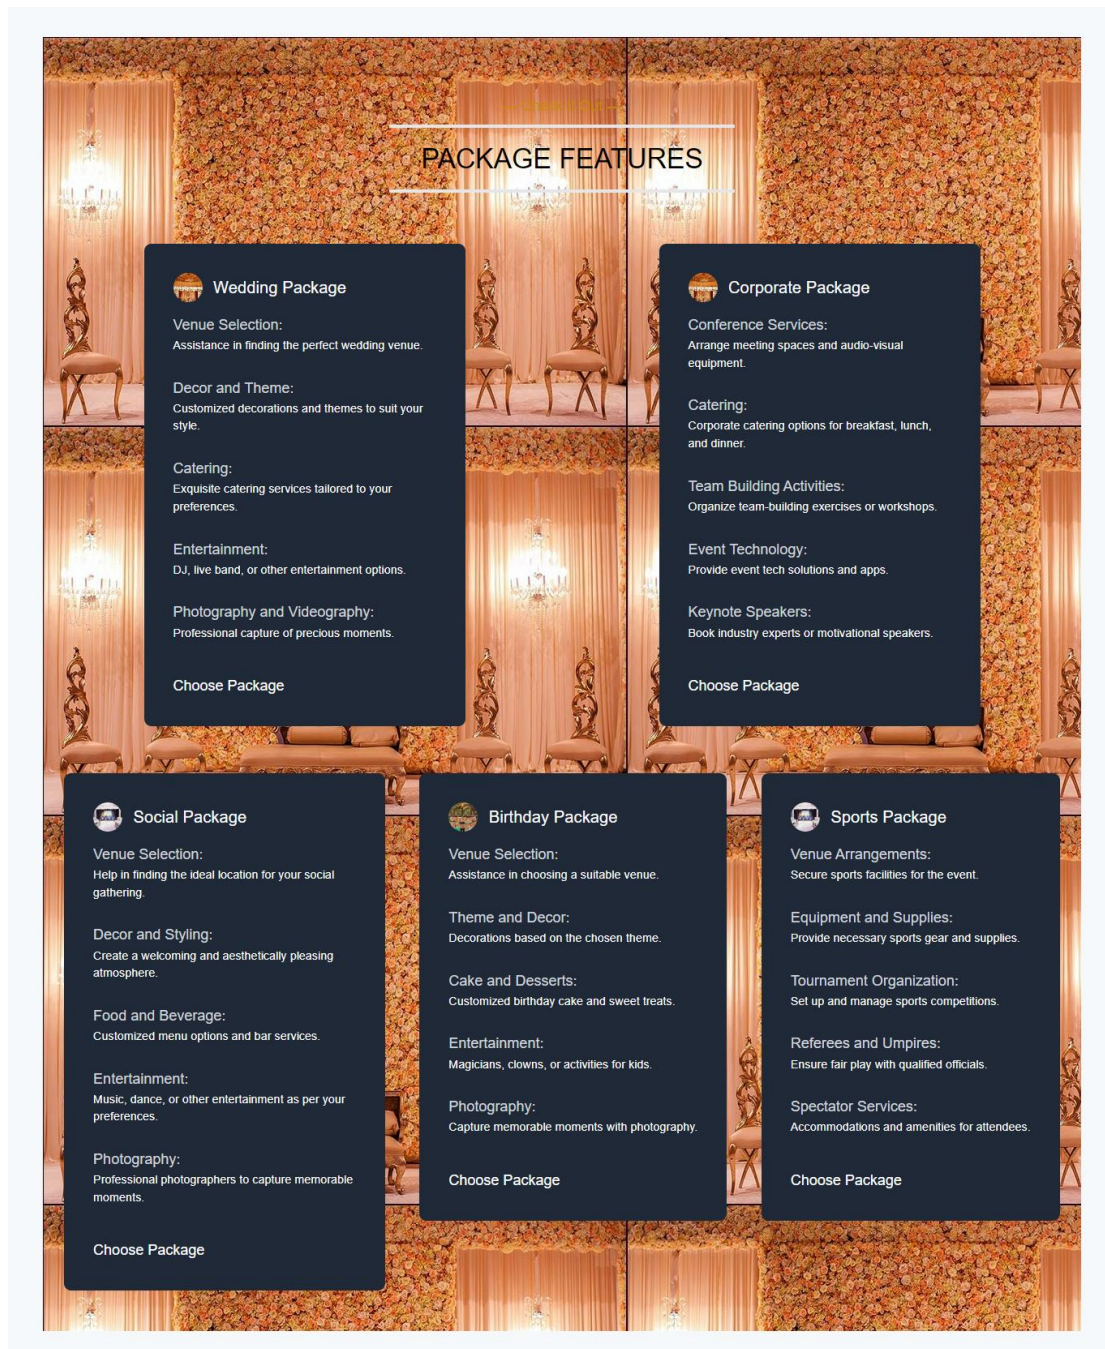 PACKAGE FEATURES
Wedding Package
Venue Selection:
Assistance in finding the perfect wedding venue.
Decor and Theme:
Customized decorations and themes to suit your
style.
Catering:
Exquisite catering services tailored to your
preferences.
Entertainment:
DJ, live band, or other entertainment options.
Photography and Videography:
Professional capture of precious moments.
Choose Package
Corporate Package
Conference Services:
Arrange meeting spaces and audio-visual
equipment.
Catering:
Corporate catering options for breakfast, lunch,
and dinner.
Team Building Activities:
Organize team-building exercises or workshops.
Event Technology:
Provide event tech solutions and apps.
Keynote Speakers:
Book industry experts or motivational speakers.
Choose Package
Social Package
Venue Selection:
Help in finding the ideal location for your social
gathering.
Decor and Styling:
Create a welcoming and aesthetically pleasing
atmosphere.
Food and Beverage:
Customized menu options and bar services.
Entertainment:
Music, dance, or other entertainment as per your
preferences.
Photography:
Professional photographers to capture memorable
moments.
Choose Package
Birthday Package
Venue Selection:
Assistance in choosing a suitable venue.
Theme and Decor:
Decorations based on the chosen theme.
Cake and Desserts:
Customized birthday cake and sweet treats.
Entertainment:
Magicians, clowns, or activities for kids.
Photography:
Capture memorable moments with photography.
Choose Package
Sports Package
Venue Arrangements:
Secure sports facilities for the event.
Equipment and Supplies:
Provide necessary sports gear and supplies.
Tournament Organization:
Set up and manage sports competitions.
Referees and Umpires:
Ensure fair play with qualified officials.
Spectator Services:
Accommodations and amenities for attendees.
Choose Package